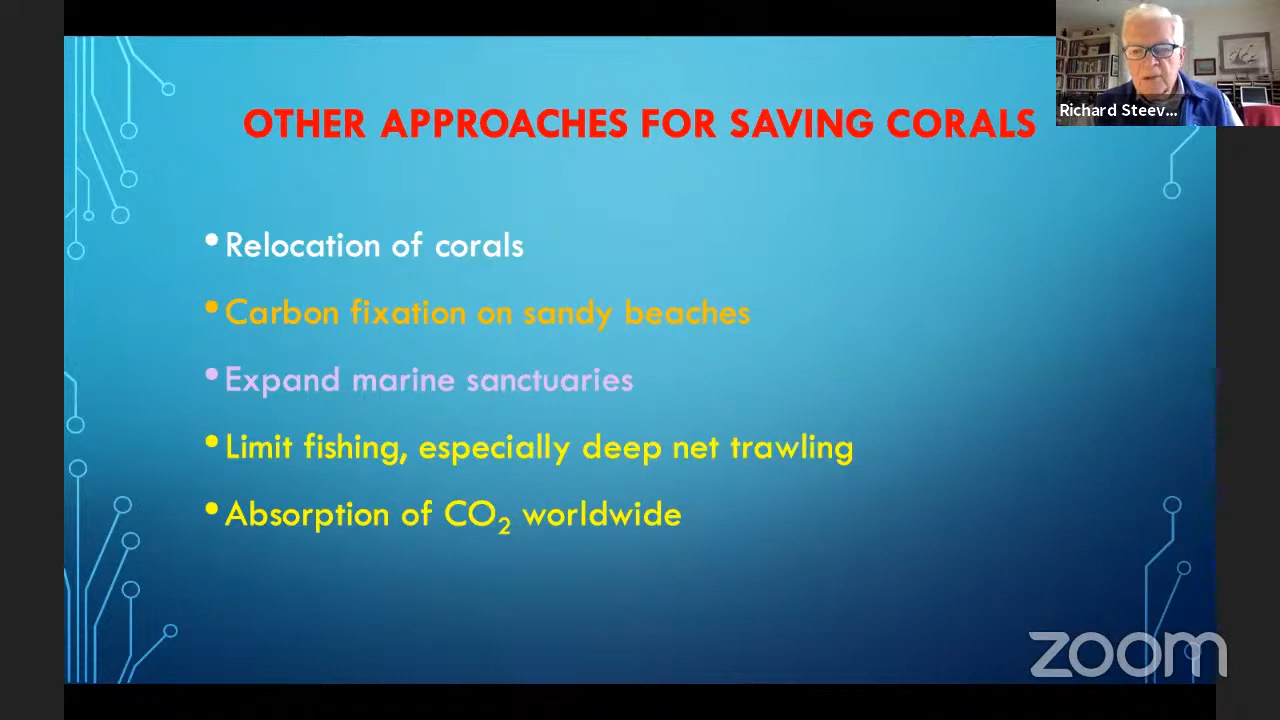 Richard Steev...
OTHER APPROACHES FOR SAVING CORALS
• Relocation of corals
• Carbon fixation on sandy beaches
• Expand marine sanctuaries
• Limit fishing, especially deep net trawling
• Absorption of CO₂ worldwide
zoom